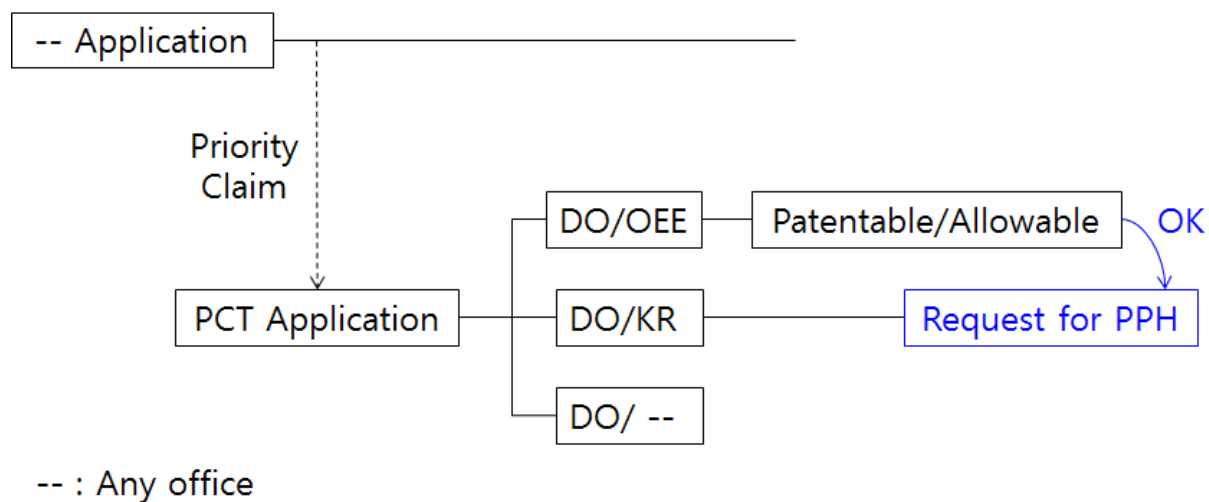 -- Application
Priority
Claim
DO/OEE
Patentable/Allowable
OK
PCT Application
DO/KR
Request for PPH
DO/ --
-- : Any office